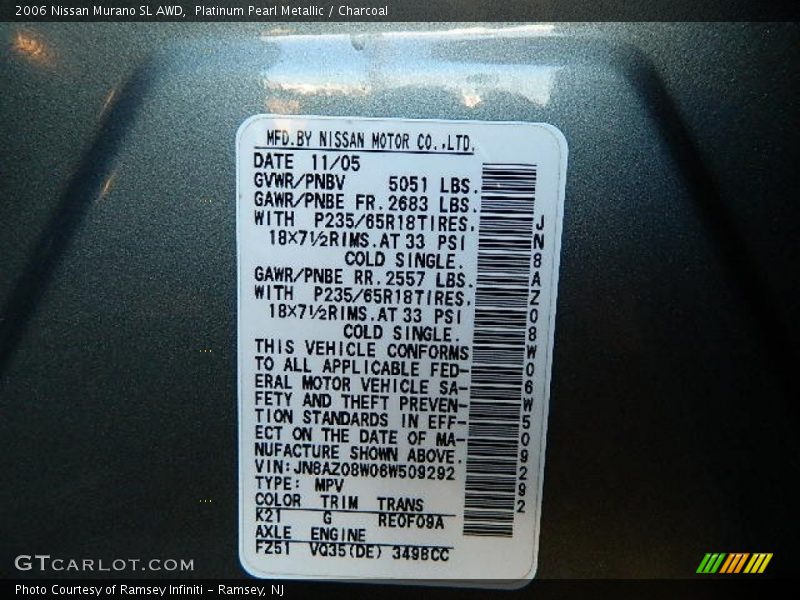 2006 Nissan Murano SL AWD, Platinum Pearl Metallic / Charcoal
MFD.BY NISSAN MOTOR CO.,LTD.
DATE 11/05
GVWR/PNBV 5051 LBS.
GAWR/PNBE FR.2683 LBS.
WITH P235/65R18TIRES.
18X7½RIMS.AT 33 PSI
COLD SINGLE.
GAWR/PNBE RR.2557 LBS.
WITH P235/65R18TIRES.
18X7½RIMS.AT 33 PSI
COLD SINGLE.
THIS VEHICLE CONFORMS
TO ALL APPLICABLE FED-
ERAL MOTOR VEHICLE SA-
FETY AND THEFT PREVEN-
TION STANDARDS IN EFF-
ECT ON THE DATE OF MA-
NUFACTURE SHOWN ABOVE.
VIN:JN8AZ08W06W509292
TYPE: MPV
COLOR TRIM TRANS
K21 G RE0F09A
AXLE ENGINE
FZ51 VQ35(DE) 3498CC
JN8AZ08W06W509292
GTCARLOT.COM
Photo Courtesy of Ramsey Infiniti - Ramsey, NJ